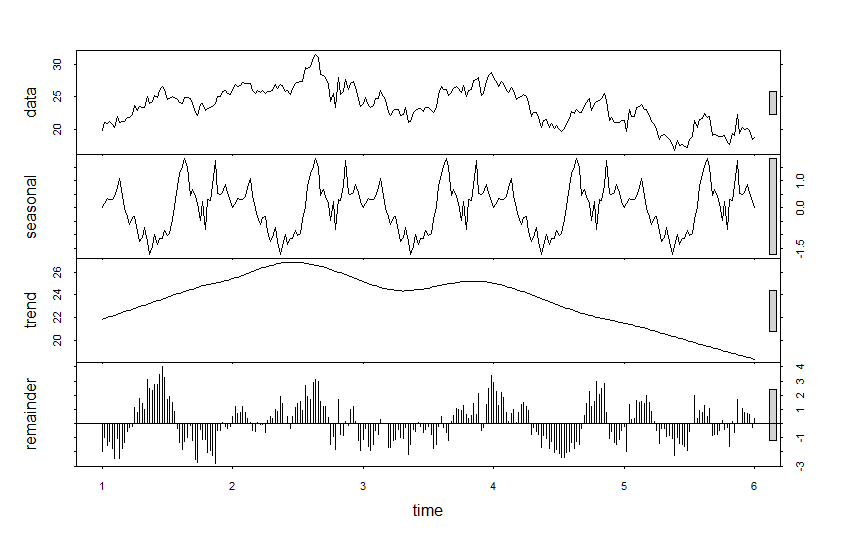 data
20 25 30
seasonal
-1.5 0.0 1.0
trend
20 22 24 26
remainder
-3 -1 1 2 3 4
1 2 3 4 5 6
time